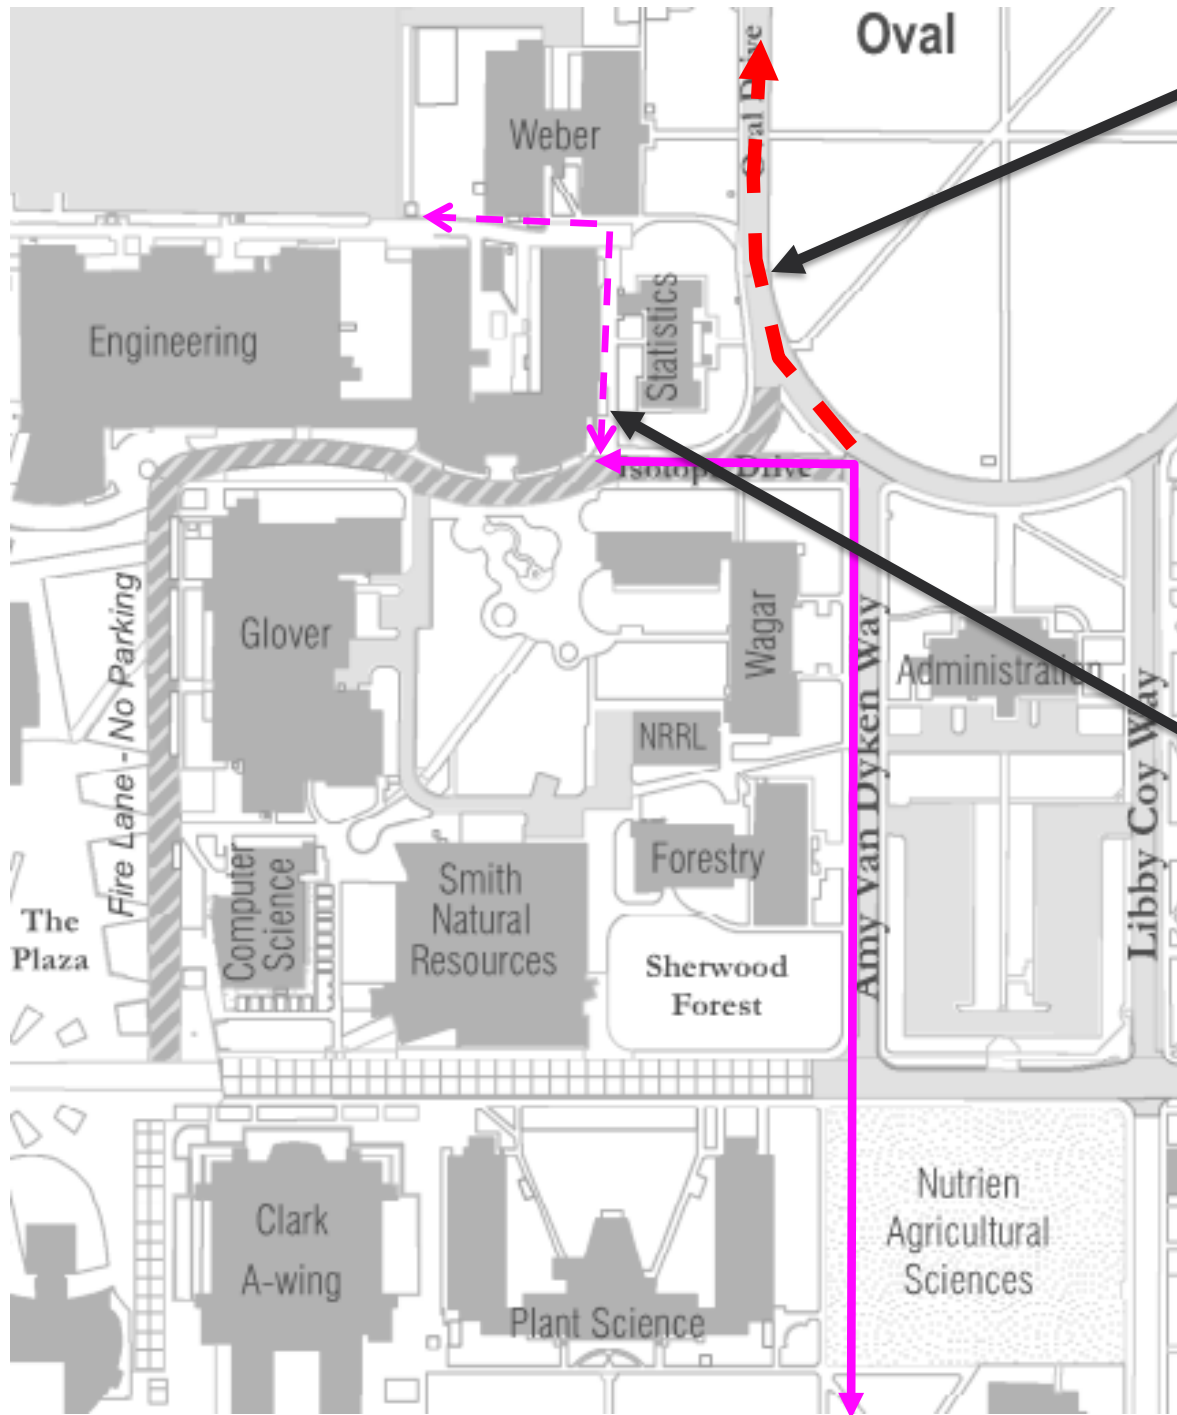 Oval
Oval Drive
Weber
Engineering
Statistics
Isotope Drive
Glover
Wagar
Fire Lane - No Parking
Amy Van Dyken Way
Administration
Libby Coy Way
NRRL
Computer
Science
Smith
Natural
Resources
Forestry
The
Plaza
Sherwood
Forest
Clark
A-wing
Plant Science
Nutrien
Agricultural
Sciences